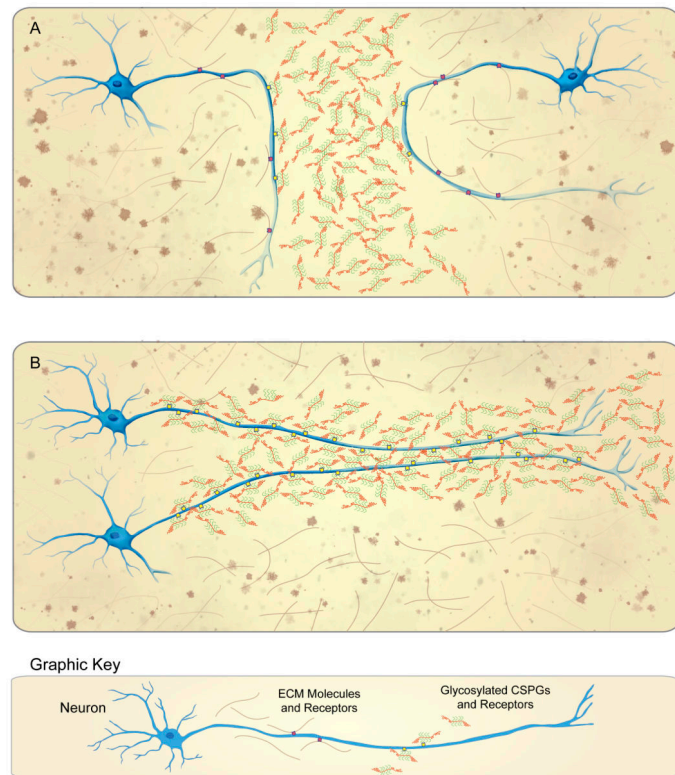 A
B
Graphic Key
Neuron
ECM Molecules
and Receptors
Glycosylated CSPGs
and Receptors